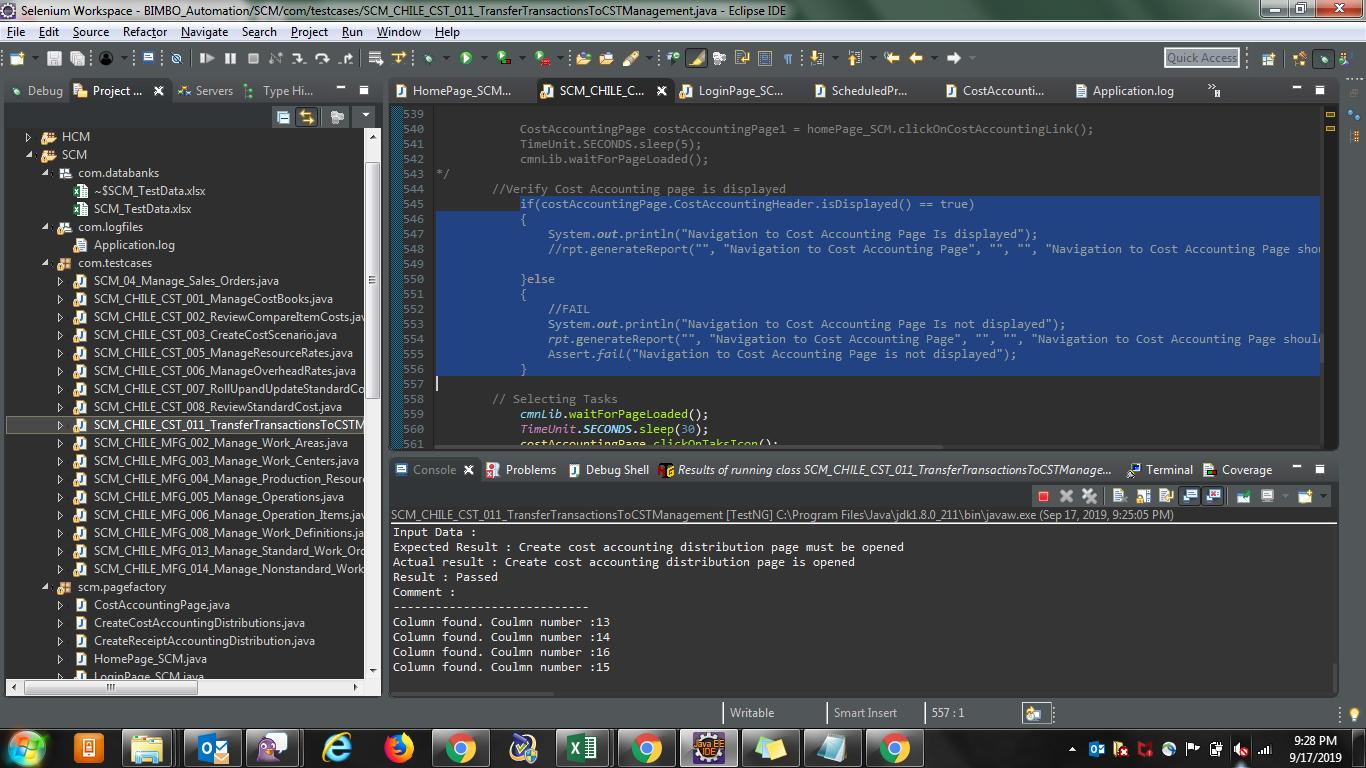 Selenium Workspace - BIMBO_Automation/SCM/com/testcases/SCM_CHILE_CST_011_TransferTransactionsToCSTManagement.java - Eclipse IDE
File Edit Source Refactor Navigate Search Project Run Window Help
Quick Access
Debug Project ... Servers Type Hi...
HomePage_SCM... SCM_CHILE_C... LoginPage_SC... ScheduledPr... CostAccounti... Application.log
HCM
SCM
com.databanks
~$SCM_TestData.xlsx
SCM_TestData.xlsx
com.logfiles
Application.log
com.testcases
SCM_04_Manage_Sales_Orders.java
SCM_CHILE_CST_001_ManageCostBooks.java
SCM_CHILE_CST_002_ReviewCompareItemCosts.jav
SCM_CHILE_CST_003_CreateCostScenario.java
SCM_CHILE_CST_005_ManageResourceRates.java
SCM_CHILE_CST_006_ManageOverheadRates.java
SCM_CHILE_CST_007_RollUpandUpdateStandardCo
SCM_CHILE_CST_008_ReviewStandardCost.java
SCM_CHILE_CST_011_TransferTransactionsToCSTM
SCM_CHILE_MFG_002_Manage_Work_Areas.java
SCM_CHILE_MFG_003_Manage_Work_Centers.java
SCM_CHILE_MFG_004_Manage_Production_Resour
SCM_CHILE_MFG_005_Manage_Operations.java
SCM_CHILE_MFG_006_Manage_Operation_Items.jav
SCM_CHILE_MFG_008_Manage_Work_Definitions.ja
SCM_CHILE_MFG_013_Manage_Standard_Work_Ord
SCM_CHILE_MFG_014_Manage_Nonstandard_Work
scm.pagefactory
CostAccountingPage.java
CreateCostAccountingDistributions.java
CreateReceiptAccountingDistribution.java
HomePage_SCM.java
LoginPage_SCM.java
539
540 CostAccountingPage costAccountingPage1 = homePage_SCM.clickOnCostAccountingLink();
541 TimeUnit.SECONDS.sleep(5);
542 cmnLib.waitForPageLoaded();
543 */
544 //Verify Cost Accounting page is displayed
545 if(costAccountingPage.CostAccountingHeader.isDisplayed() == true)
546 {
547 System.out.println("Navigation to Cost Accounting Page Is displayed");
548 //rpt.generateReport("", "Navigation to Cost Accounting Page", "", "", "Navigation to Cost Accounting Page shou
549
550 }else
551 {
552 //FAIL
553 System.out.println("Navigation to Cost Accounting Page Is not displayed");
554 rpt.generateReport("", "Navigation to Cost Accounting Page", "", "", "Navigation to Cost Accounting Page shoul
555 Assert.fail("Navigation to Cost Accounting Page is not displayed");
556 }
557
558 // Selecting Tasks
559 cmnLib.waitForPageLoaded();
560 TimeUnit.SECONDS.sleep(30);
561 costAccountingPage.clickOnTaksIcon();
Console Problems Debug Shell Results of running class SCM_CHILE_CST_011_TransferTransactionsToCSTManage... Terminal Coverage
SCM_CHILE_CST_011_TransferTransactionsToCSTManagement [TestNG] C:\Program Files\Java\jdk1.8.0_211\bin\javaw.exe (Sep 17, 2019, 9:25:05 PM)
Input Data :
Expected Result : Create cost accounting distribution page must be opened
Actual result : Create cost accounting distribution page is opened
Result : Passed
Comment :
----------------------------
Column found. Coulmn number :13
Column found. Coulmn number :14
Column found. Coulmn number :16
Column found. Coulmn number :15
Writable Smart Insert 557 : 1
Java EE
IDE
9:28 PM
9/17/2019